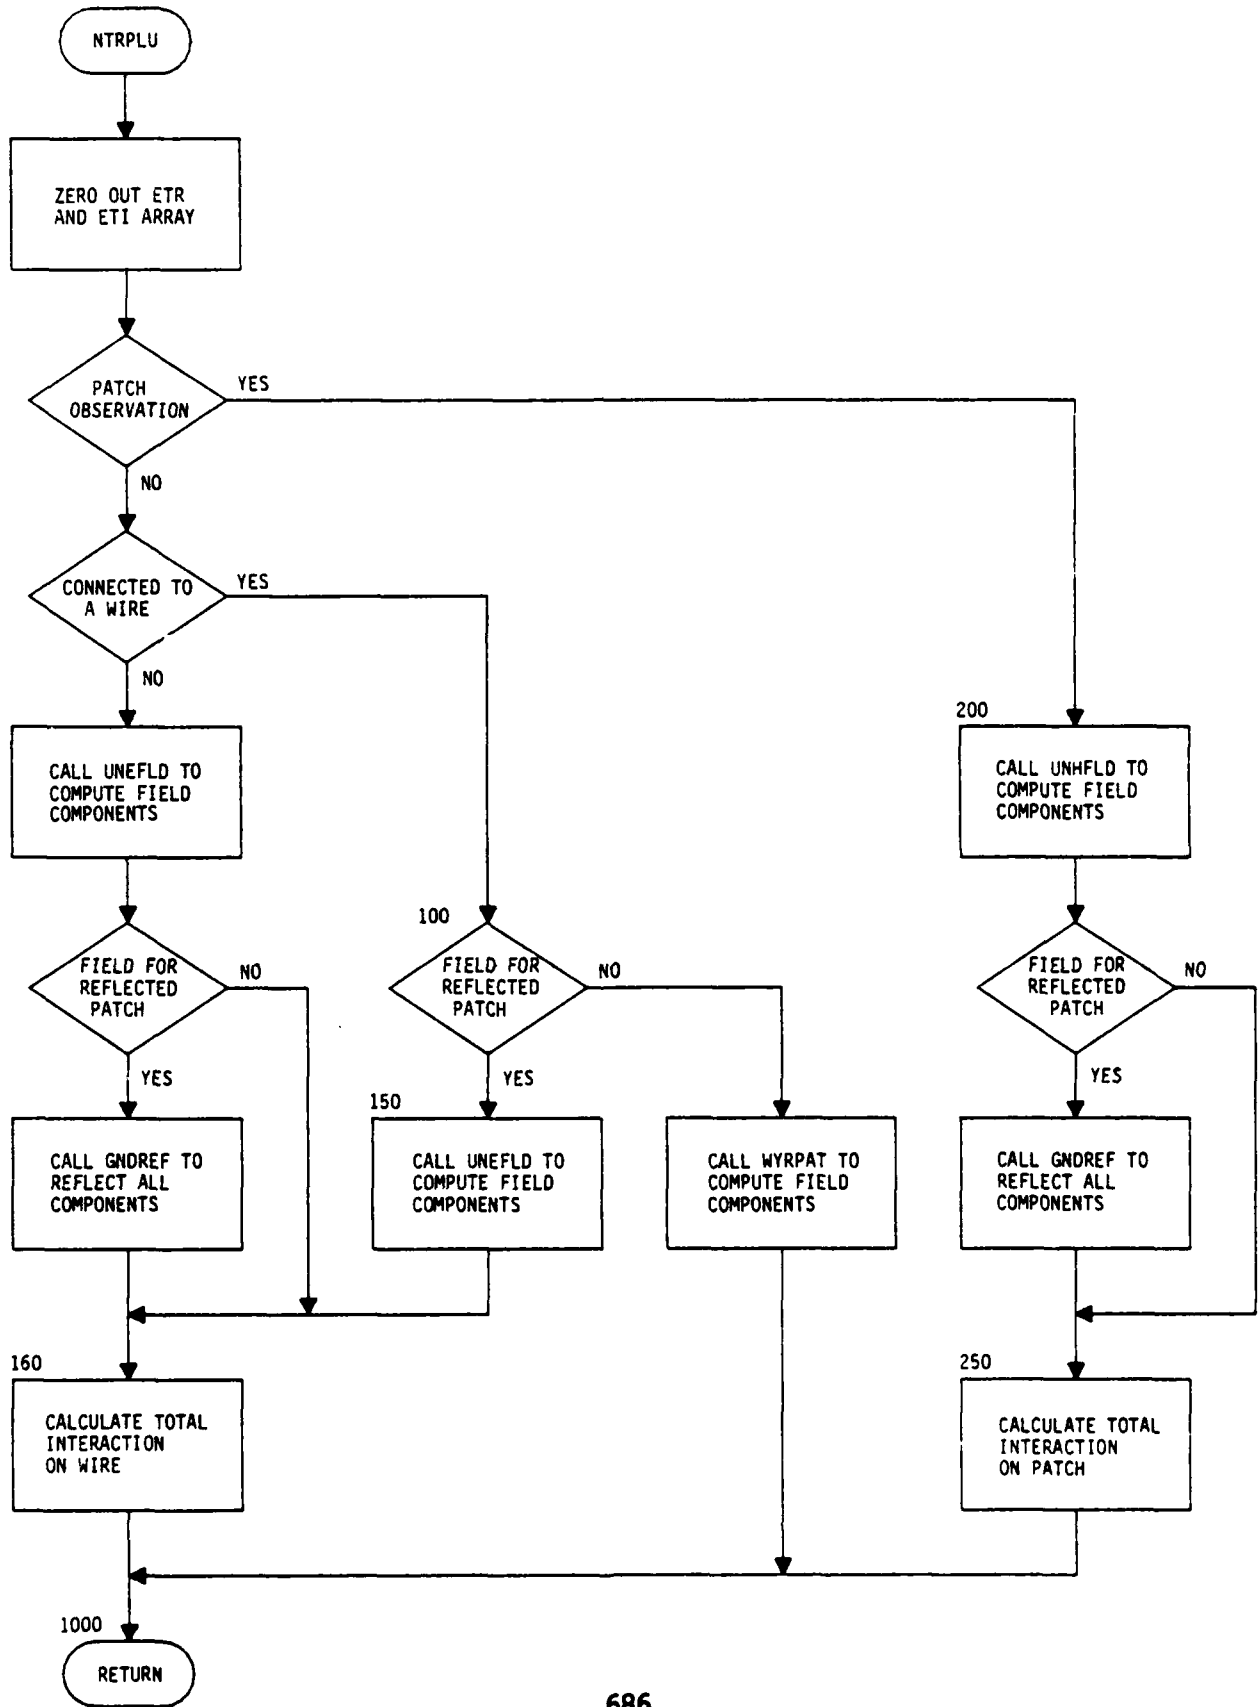 NTRPLU
ZERO OUT ETR
AND ETI ARRAY
PATCH
OBSERVATION
YES
NO
CONNECTED TO
A WIRE
YES
NO
CALL UNEFLD TO
COMPUTE FIELD
COMPONENTS
200
CALL UNHFLD TO
COMPUTE FIELD
COMPONENTS
FIELD FOR
REFLECTED
PATCH
NO
YES
100
FIELD FOR
REFLECTED
PATCH
NO
YES
FIELD FOR
REFLECTED
PATCH
NO
YES
CALL GNDREF TO
REFLECT ALL
COMPONENTS
150
CALL UNEFLD TO
COMPUTE FIELD
COMPONENTS
CALL WYRPAT TO
COMPUTE FIELD
COMPONENTS
CALL GNDREF TO
REFLECT ALL
COMPONENTS
160
CALCULATE TOTAL
INTERACTION
ON WIRE
250
CALCULATE TOTAL
INTERACTION
ON PATCH
1000
RETURN
686